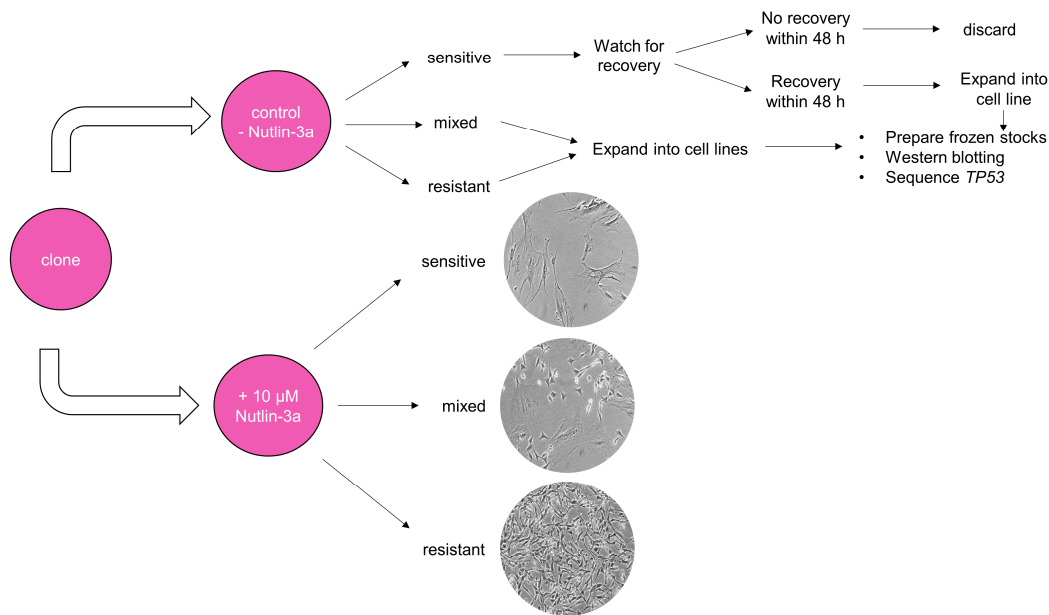 No recovery
within 48 h
discard
sensitive
Watch for
recovery
control
- Nutlin-3a
Recovery
within 48 h
Expand into
cell line
mixed
Expand into cell lines
• Prepare frozen stocks
• Western blotting
• Sequence TP53
resistant
clone
sensitive
+ 10 µM
Nutlin-3a
mixed
resistant